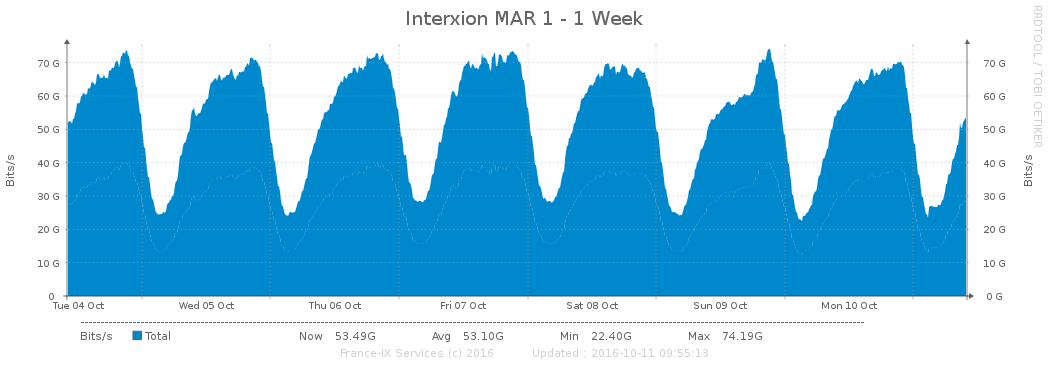 Interxion MAR 1 - 1 Week
RRDTOOL / TOBI OETIKER
Bits/s
70 G
60 G
50 G
40 G
30 G
20 G
10 G
0
70 G
60 G
50 G
40 G
30 G
20 G
10 G
0 G
Bits/s
Tue 04 Oct Wed 05 Oct Thu 06 Oct Fri 07 Oct Sat 08 Oct Sun 09 Oct Mon 10 Oct
Bits/s Total Now 53.49G Avg 53.10G Min 22.40G Max 74.19G
France-IX Services (c) 2016 Updated : 2016-10-11 09:55:13